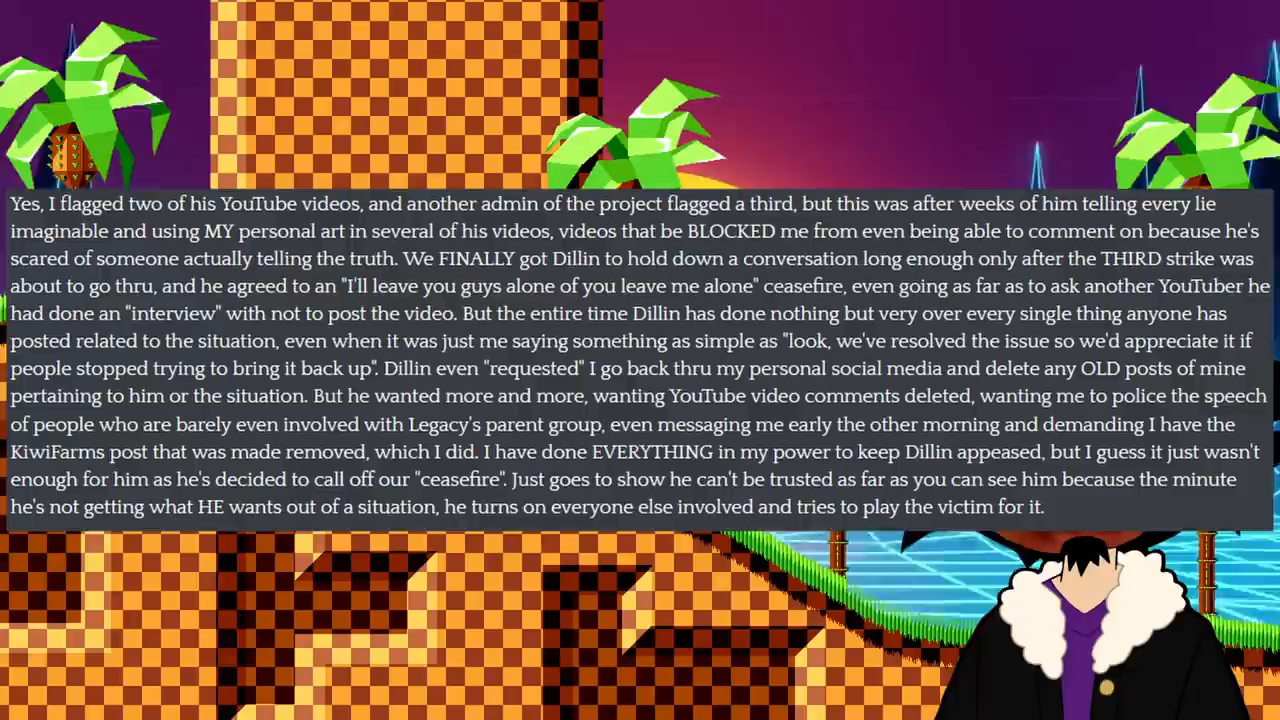 Yes, I flagged two of his YouTube videos, and another admin of the project flagged a third, but this was after weeks of him telling every lie
imaginable and using MY personal art in several of his videos, videos that be BLOCKED me from even being able to comment on because he's
scared of someone actually telling the truth. We FINALLY got Dillin to hold down a conversation long enough only after the THIRD strike was
about to go thru, and he agreed to an "I'll leave you guys alone of you leave me alone" ceasefire, even going as far as to ask another YouTuber he
had done an "interview" with not to post the video. But the entire time Dillin has done nothing but very over every single thing anyone has
posted related to the situation, even when it was just me saying something as simple as "look, we've resolved the issue so we'd appreciate it if
people stopped trying to bring it back up". Dillin even "requested" I go back thru my personal social media and delete any OLD posts of mine
pertaining to him or the situation. But he wanted more and more, wanting YouTube video comments deleted, wanting me to police the speech
of people who are barely even involved with Legacy's parent group, even messaging me early the other morning and demanding I have the
KiwiFarms post that was made removed, which I did. I have done EVERYTHING in my power to keep Dillin appeased, but I guess it just wasn't
enough for him as he's decided to call off our "ceasefire". Just goes to show he can't be trusted as far as you can see him because the minute
he's not getting what HE wants out of a situation, he turns on everyone else involved and tries to play the victim for it.